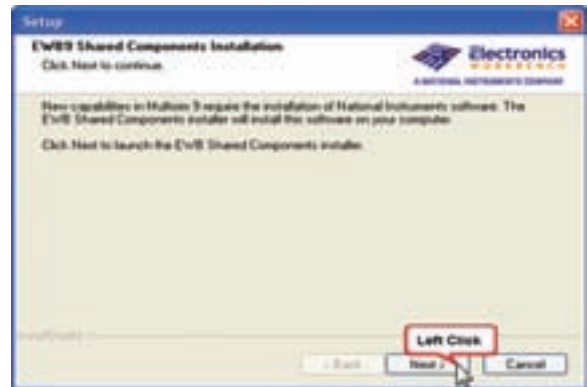 Setup
EWB9 Shared Components Installation
Click Next to continue.
Electronics
WORKBENCH
A NATIONAL INSTRUMENTS COMPANY
New capabilities in Multisim 9 require the installation of National Instruments software. The
EWB Shared Components installer will install this software on your computer.
Click Next to launch the EWB Shared Components installer.
InstallShield
Left Click
< Back
Next >
Cancel